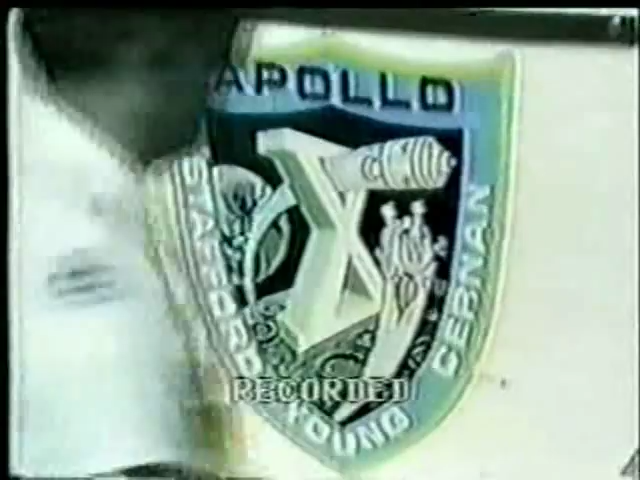 APOLLO
X
STAFFORD
YOUNG
CERNAN
RECORDED